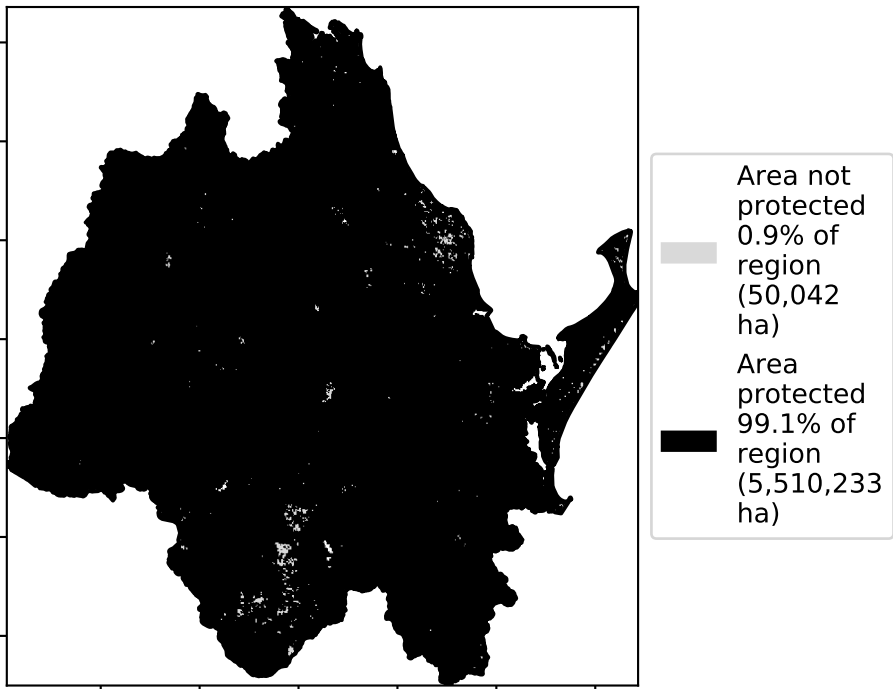 Area not
protected
0.9% of
region
(50,042
ha)
Area
protected
99.1% of
region
(5,510,233
ha)